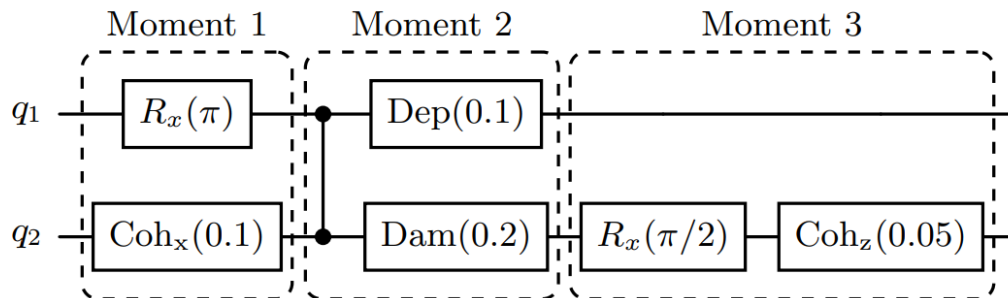 Moment 1 Moment 2 Moment 3
q₁ Rₓ(π) Dep(0.1)
q₂ Cohₓ(0.1) Dam(0.2) Rₓ(π/2) Coh_z(0.05)